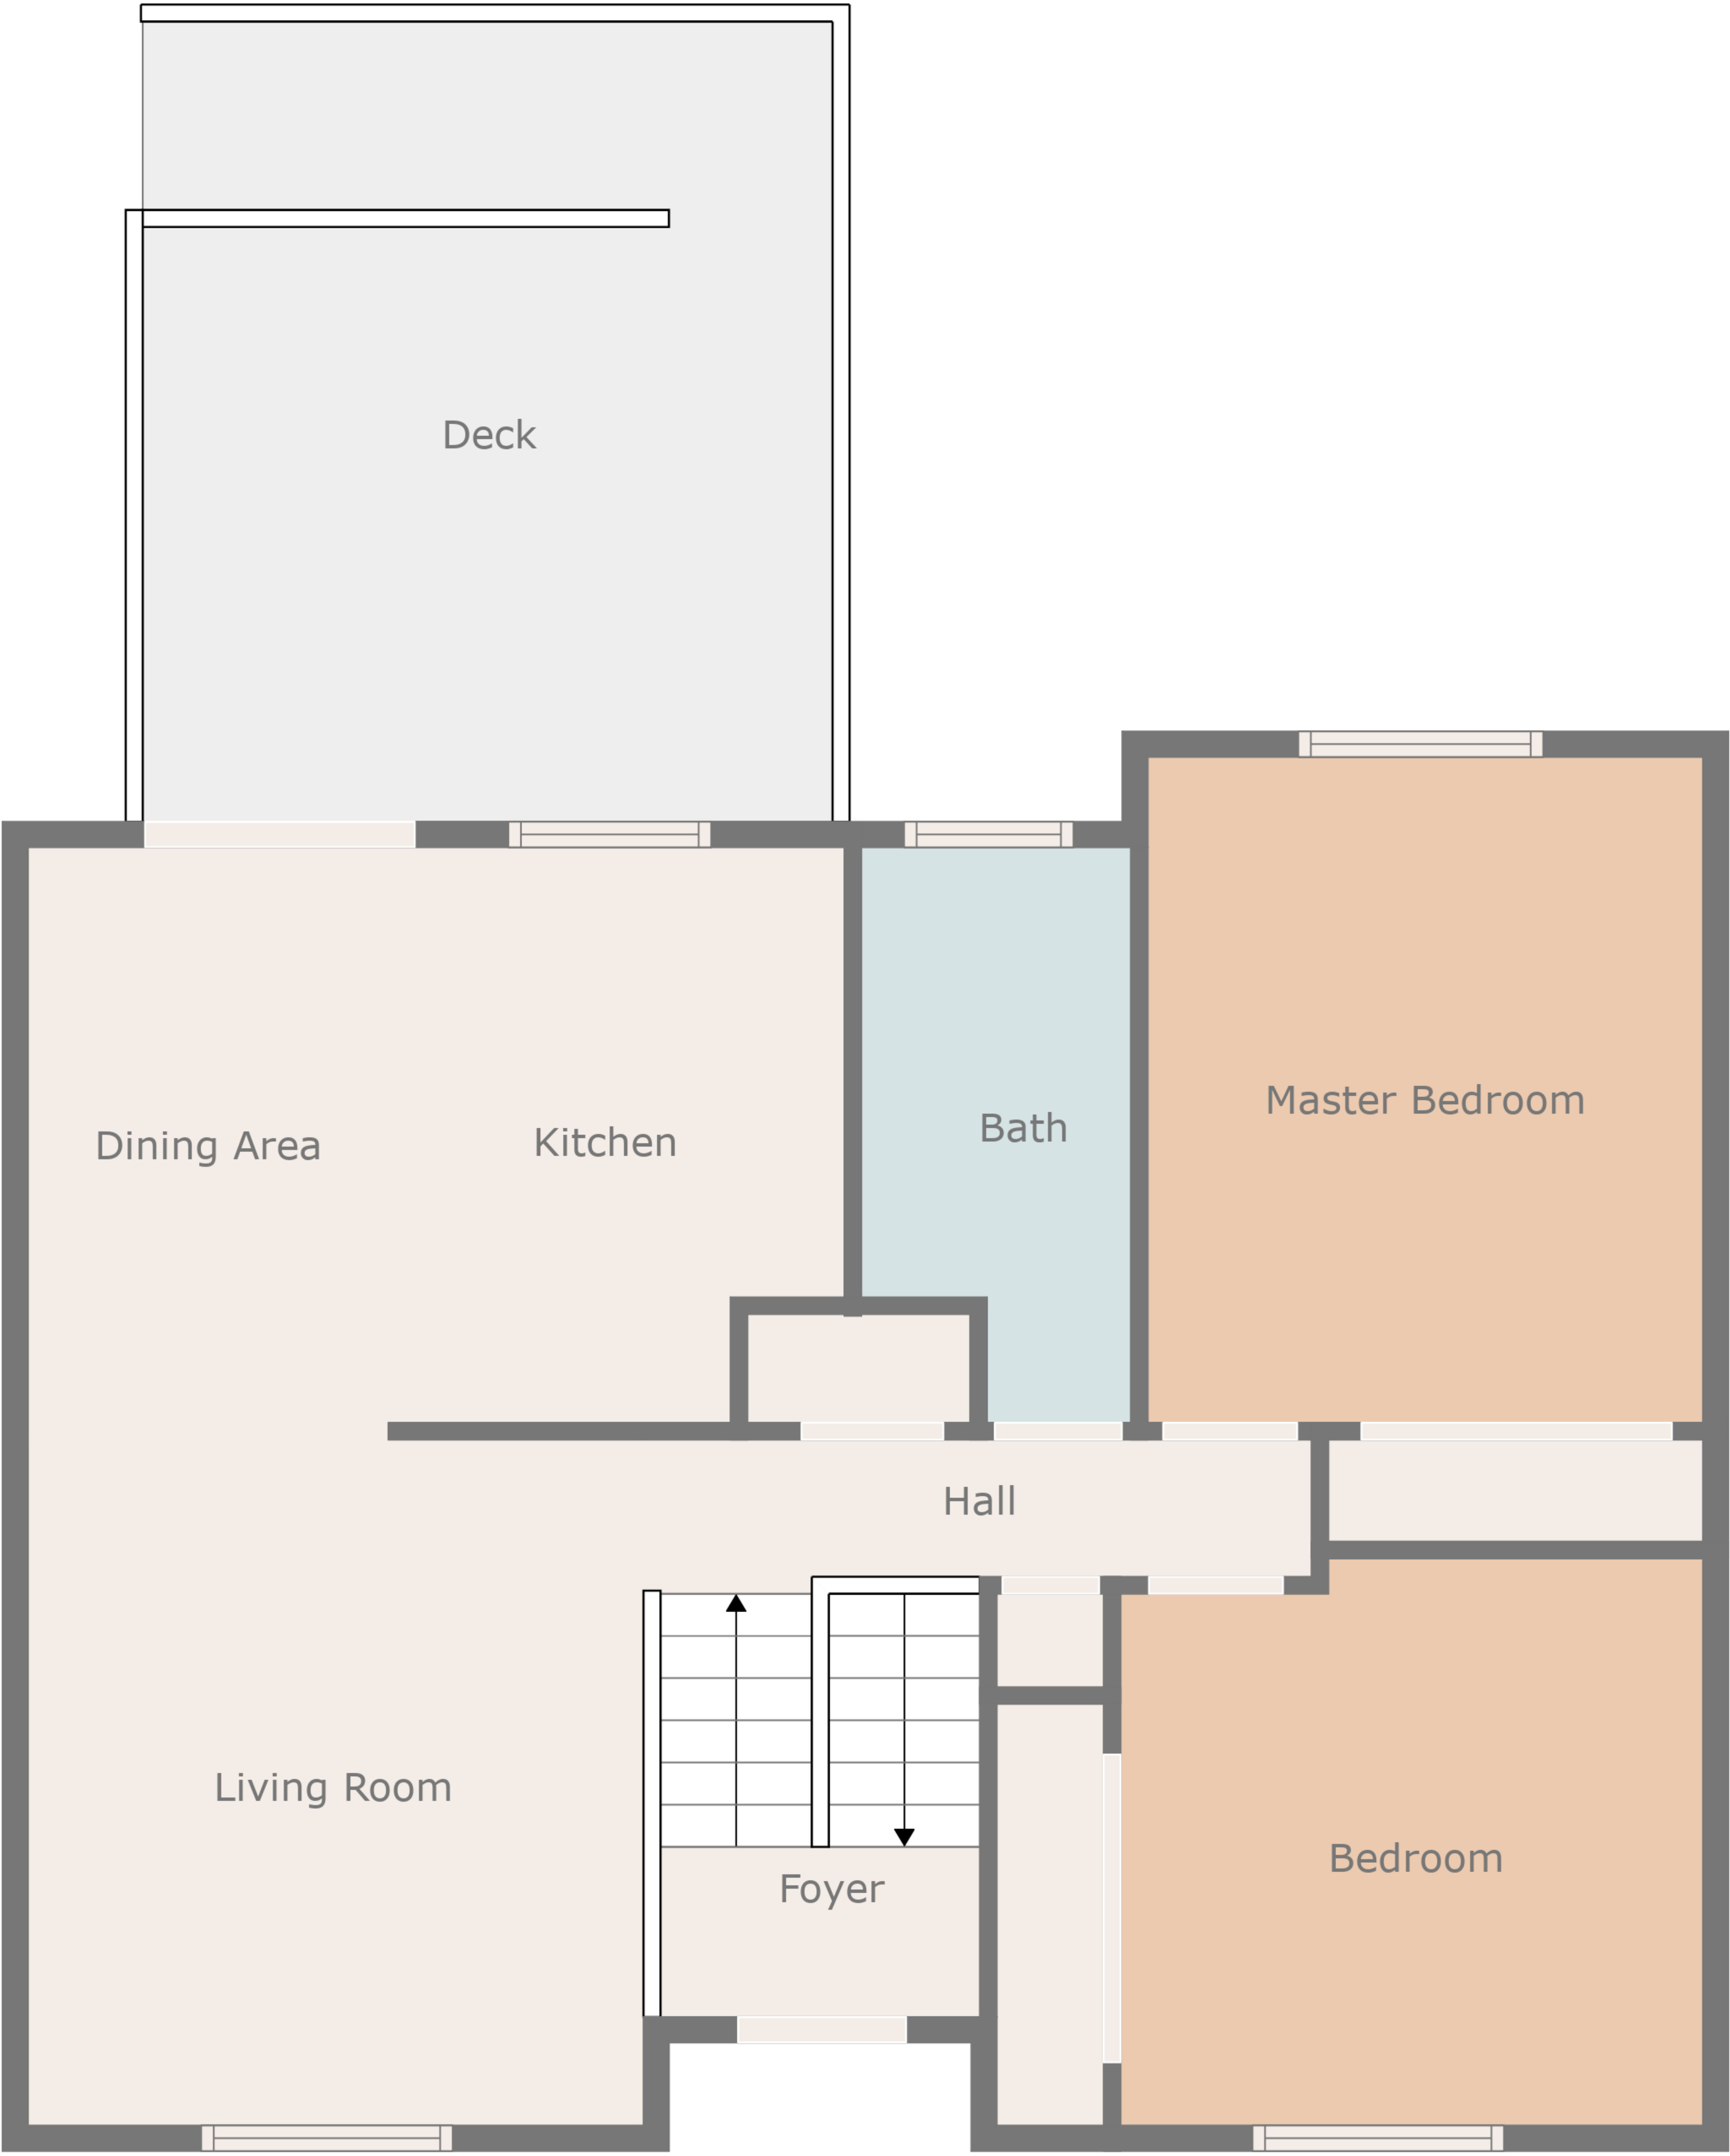 Deck
Master Bedroom
Dining Area
Kitchen
Bath
Hall
Living Room
Bedroom
Foyer